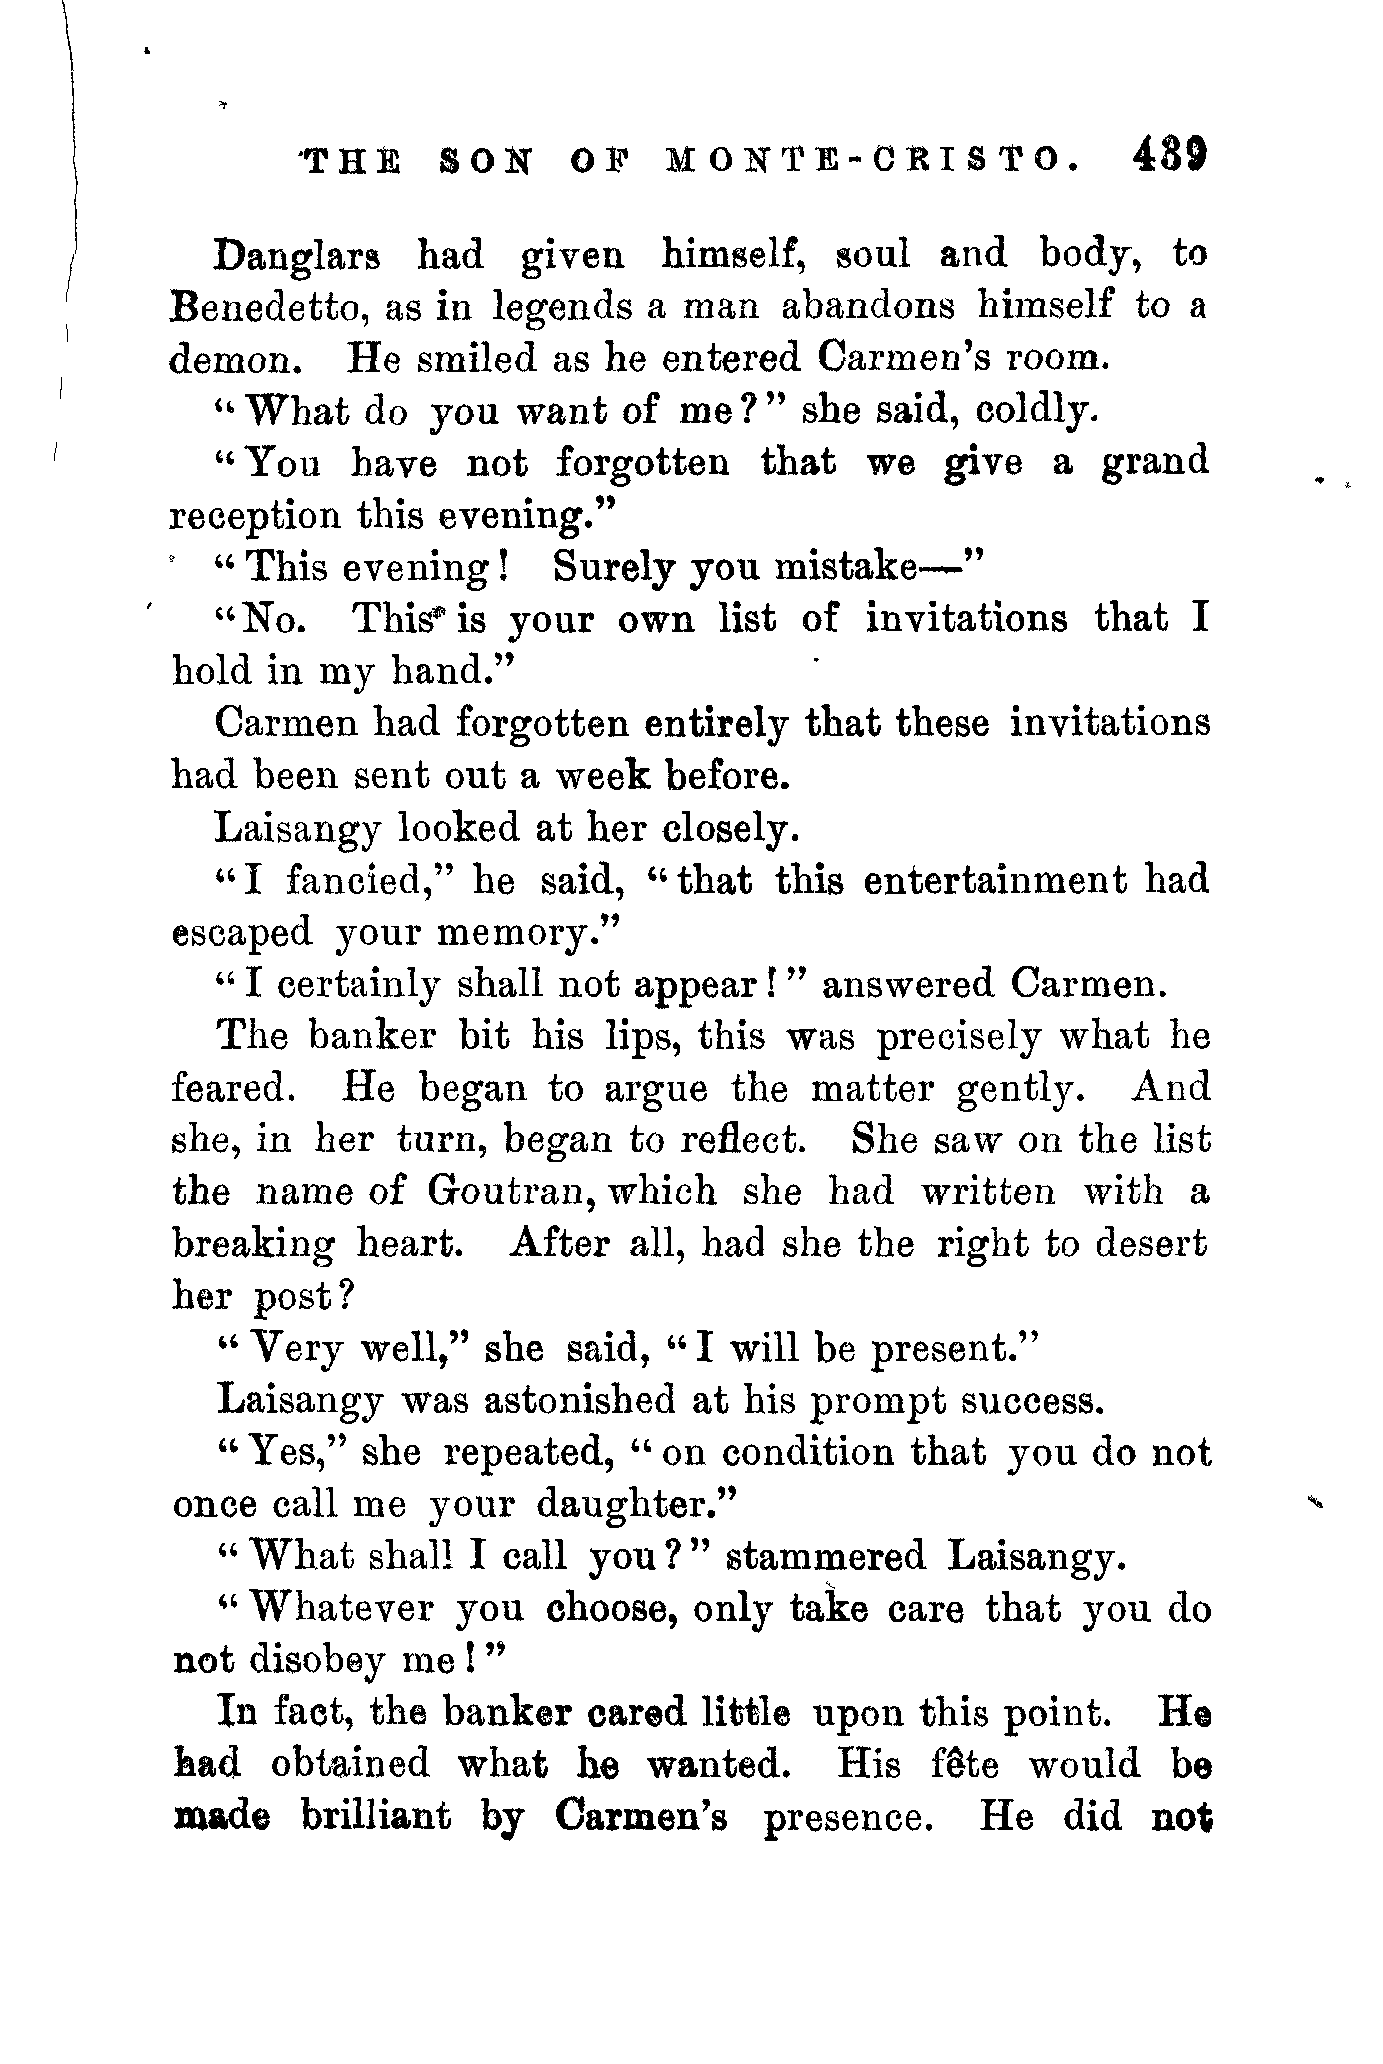 THE SON OF MONTE-CRISTO. 439
Danglars had given himself, soul and body, to
Benedetto, as in legends a man abandons himself to a
demon. He smiled as he entered Carmen's room.
"What do you want of me?" she said, coldly.
"You have not forgotten that we give a grand
reception this evening."
"This evening! Surely you mistake—"
"No. This is your own list of invitations that I
hold in my hand."
Carmen had forgotten entirely that these invitations
had been sent out a week before.
Laisangy looked at her closely.
"I fancied," he said, "that this entertainment had
escaped your memory."
"I certainly shall not appear!" answered Carmen.
The banker bit his lips, this was precisely what he
feared. He began to argue the matter gently. And
she, in her turn, began to reflect. She saw on the list
the name of Goutran, which she had written with a
breaking heart. After all, had she the right to desert
her post?
"Very well," she said, "I will be present."
Laisangy was astonished at his prompt success.
"Yes," she repeated, "on condition that you do not
once call me your daughter."
"What shall I call you?" stammered Laisangy.
"Whatever you choose, only take care that you do
not disobey me!"
In fact, the banker cared little upon this point. He
had obtained what he wanted. His fête would be
made brilliant by Carmen's presence. He did not